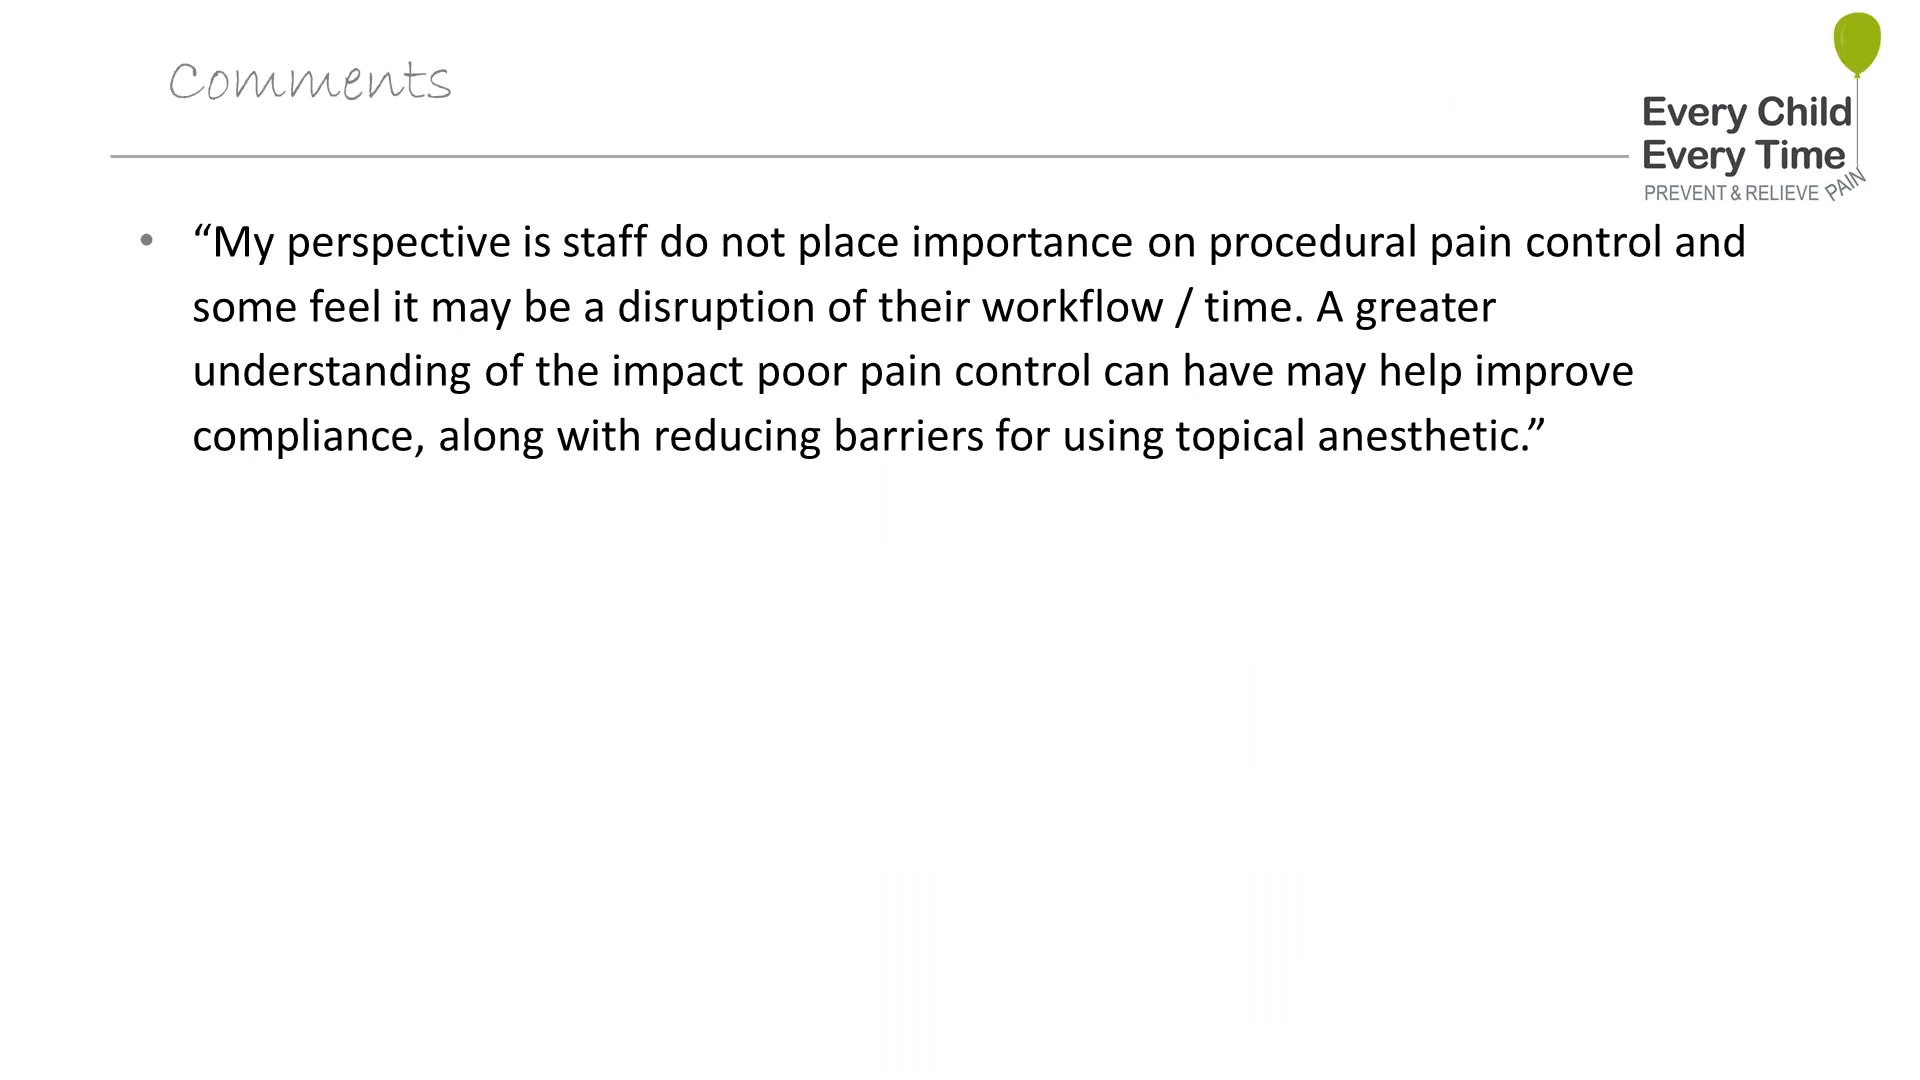 Comments
Every Child
Every Time
PREVENT & RELIEVE PAIN
• “My perspective is staff do not place importance on procedural pain control and
some feel it may be a disruption of their workflow / time. A greater
understanding of the impact poor pain control can have may help improve
compliance, along with reducing barriers for using topical anesthetic.”